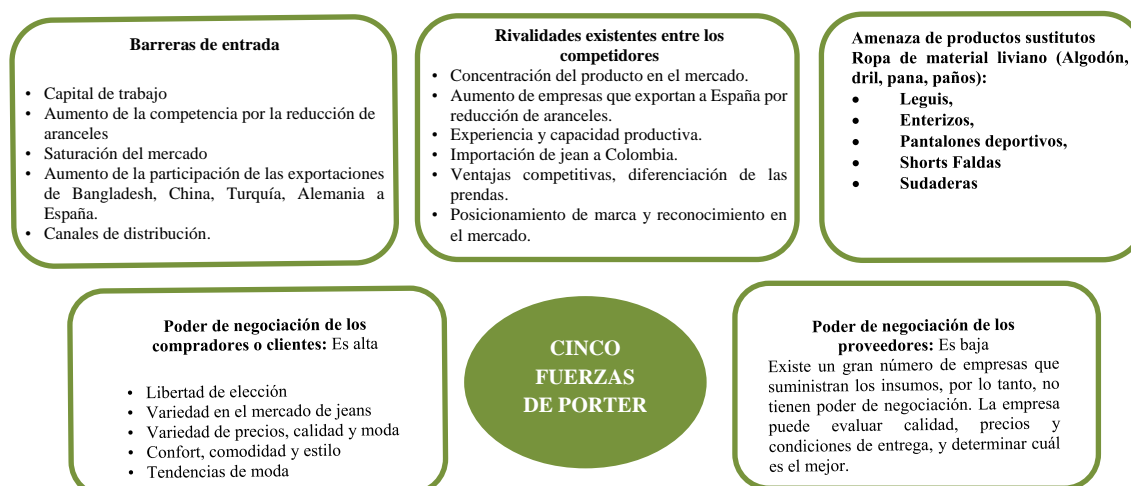 Barreras de entrada
• Capital de trabajo
• Aumento de la competencia por la reducción de
aranceles
• Saturación del mercado
• Aumento de la participación de las exportaciones
de Bangladesh, China, Turquía, Alemania a
España.
• Canales de distribución.
Rivalidades existentes entre los
competidores
• Concentración del producto en el mercado.
• Aumento de empresas que exportan a España por
reducción de aranceles.
• Experiencia y capacidad productiva.
• Importación de jean a Colombia.
• Ventajas competitivas, diferenciación de las
prendas.
• Posicionamiento de marca y reconocimiento en
el mercado.
Amenaza de productos sustitutos
Ropa de material liviano (Algodón,
dril, pana, paños):
• Leguis,
• Enterizos,
• Pantalones deportivos,
• Shorts Faldas
• Sudaderas
Poder de negociación de los
compradores o clientes: Es alta
• Libertad de elección
• Variedad en el mercado de jeans
• Variedad de precios, calidad y moda
• Confort, comodidad y estilo
• Tendencias de moda
CINCO
FUERZAS
DE PORTER
Poder de negociación de los
proveedores: Es baja
Existe un gran número de empresas que
suministran los insumos, por lo tanto, no
tienen poder de negociación. La empresa
puede evaluar calidad, precios y
condiciones de entrega, y determinar cuál
es el mejor.